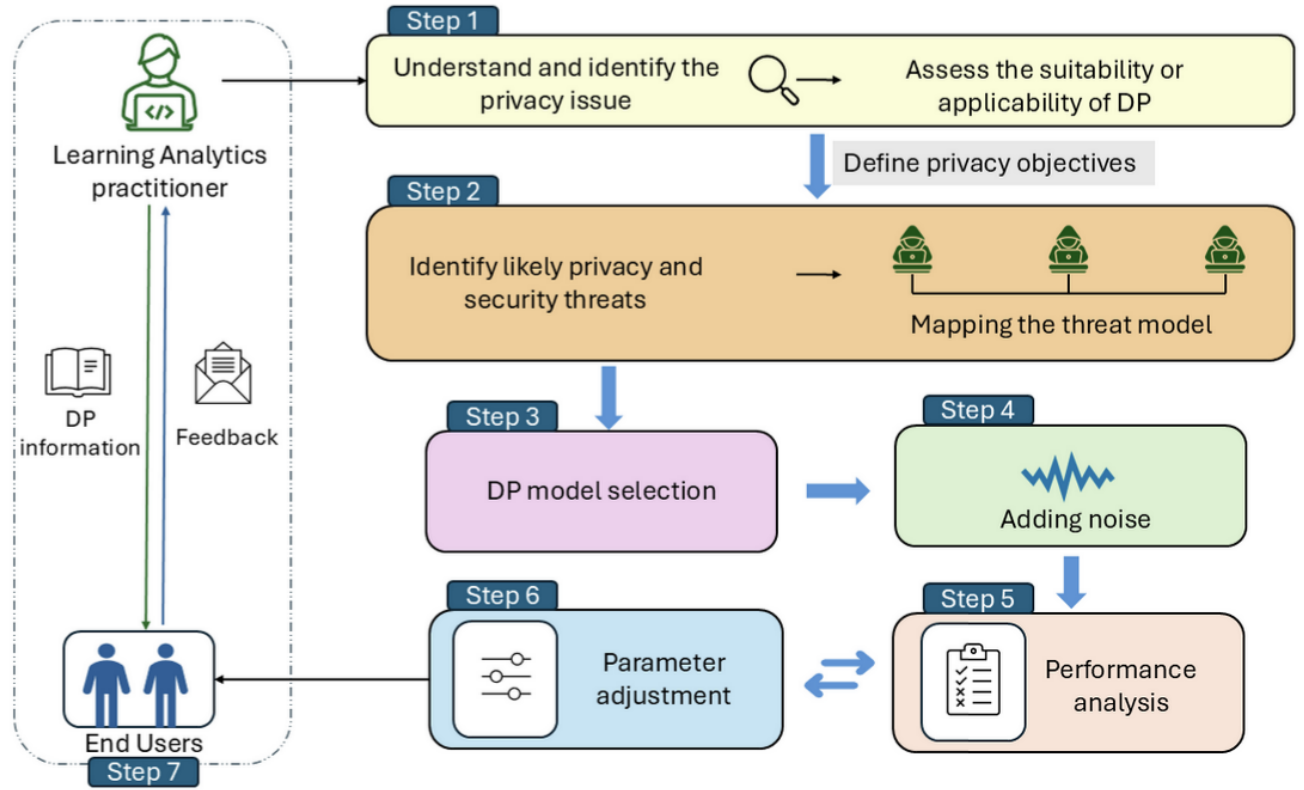 Step 1
Understand and identify the
privacy issue
Assess the suitability or
applicability of DP
Learning Analytics
practitioner
Define privacy objectives
Step 2
Identify likely privacy and
security threats
Mapping the threat model
DP
information
Feedback
Step 3
DP model selection
Step 4
Adding noise
Step 6
Parameter
adjustment
Step 5
Performance
analysis
End Users
Step 7